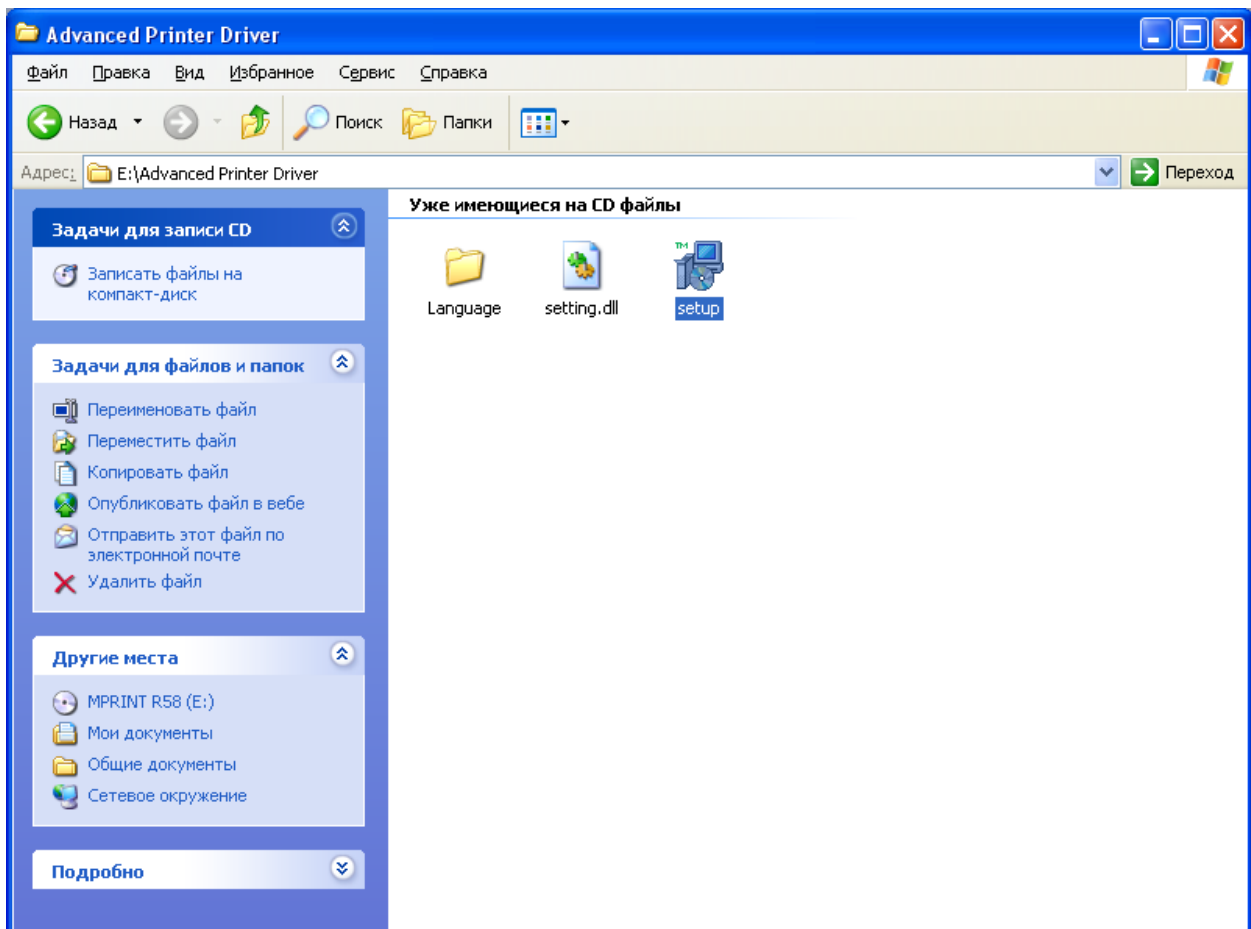 Advanced Printer Driver
Файл Правка Вид Избранное Сервис Справка
Назад Поиск Папки
Адрес: E:\Advanced Printer Driver Переход
Уже имеющиеся на CD файлы
Language setting.dll setup
TM
Задачи для записи CD
Записать файлы на
компакт-диск
Задачи для файлов и папок
Переименовать файл
Переместить файл
Копировать файл
Опубликовать файл в вебе
Отправить этот файл по
электронной почте
Удалить файл
Другие места
MPRINT R58 (E:)
Мои документы
Общие документы
Сетевое окружение
Подробно